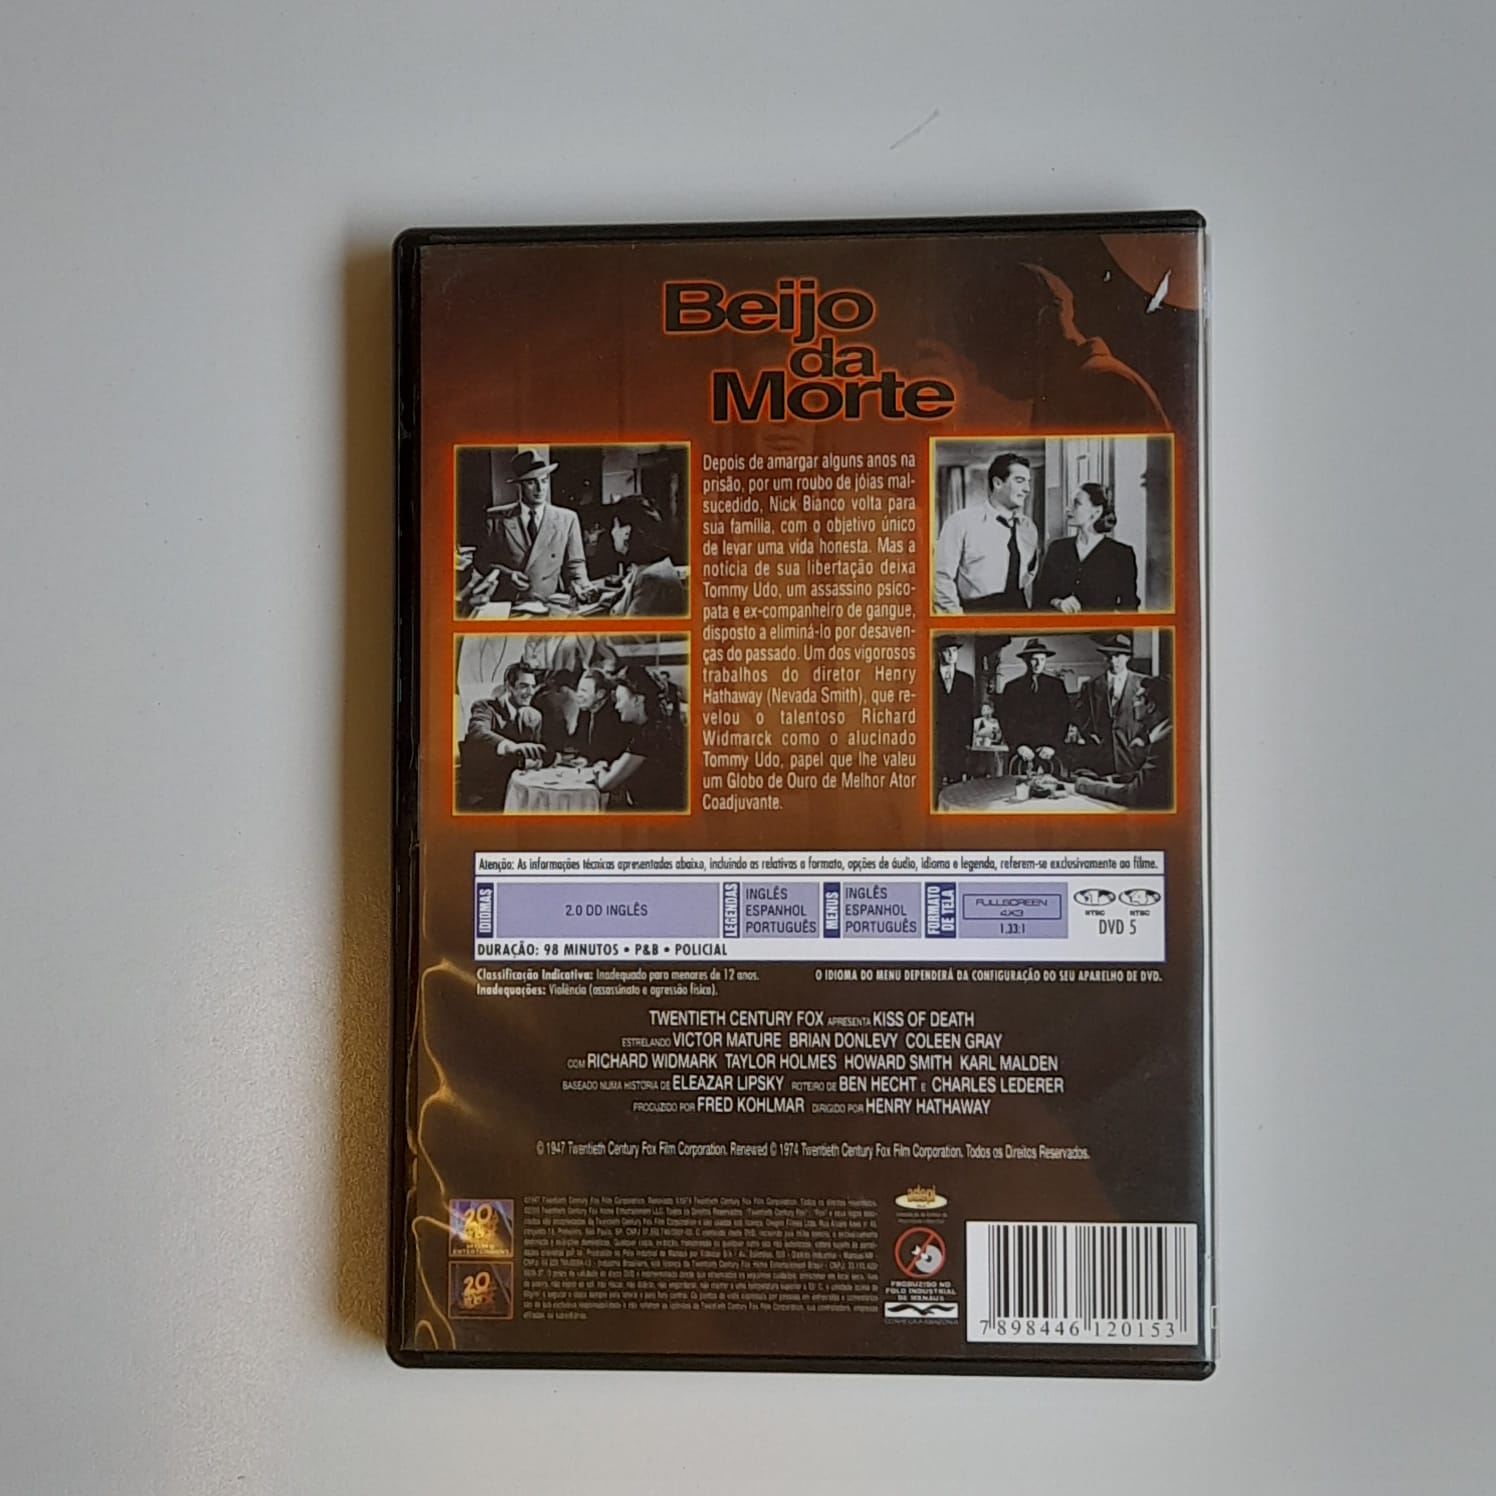 Beijo
da
Morte
Depois de amargar alguns anos na
prisão, por um roubo de jóias mal-
sucedido, Nick Bianco volta para
sua família, com o objetivo único
de levar uma vida honesta. Mas a
notícia de sua libertação deixa
Tommy Udo, um assassino psico-
pata e ex-companheiro de gangue,
disposto a eliminá-lo por desaven-
ças do passado. Um dos vigorosos
trabalhos do diretor Henry
Hathaway (Nevada Smith), que re-
velou o talentoso Richard
Widmarck como o alucinado
Tommy Udo, papel que lhe valeu
um Globo de Ouro de Melhor Ator
Coadjuvante.
Atenção: As informações técnicas apresentadas abaixo, incluindo as relativas a formato, opções de áudio, idioma e legenda, referem-se exclusivamente ao filme.
IDIOMAS
2.0 DD INGLÊS
LEGENDAS
INGLÊS
ESPANHOL
PORTUGUÊS
MENUS
INGLÊS
ESPANHOL
PORTUGUÊS
FORMATO
DE TELA
FULLSCREEN
4X3
1.33:1
1 4
NTSC NTSC
DVD 5
DURAÇÃO: 98 MINUTOS • P&B • POLICIAL
Classificação Indicativa: Inadequado para menores de 12 anos.
Inadequações: Violência (assassinato e agressão física).
O IDIOMA DO MENU DEPENDERÁ DA CONFIGURAÇÃO DO SEU APARELHO DE DVD.
TWENTIETH CENTURY FOX APRESENTA KISS OF DEATH
ESTRELANDO VICTOR MATURE BRIAN DONLEVY COLEEN GRAY
COM RICHARD WIDMARK TAYLOR HOLMES HOWARD SMITH KARL MALDEN
BASEADO NUMA HISTÓRIA DE ELEAZAR LIPSKY ROTEIRO DE BEN HECHT E CHARLES LEDERER
PRODUZIDO POR FRED KOHLMAR DIRIGIDO POR HENRY HATHAWAY
© 1947 Twentieth Century Fox Film Corporation. Renewed © 1974 Twentieth Century Fox Film Corporation. Todos os Direitos Reservados.
20
ENTERTAINMENT
20
adepi
PRODUZIDO NO
PÓLO INDUSTRIAL
DE MANAUS
CONHEÇA A AMAZÔNIA
7 898446 120153